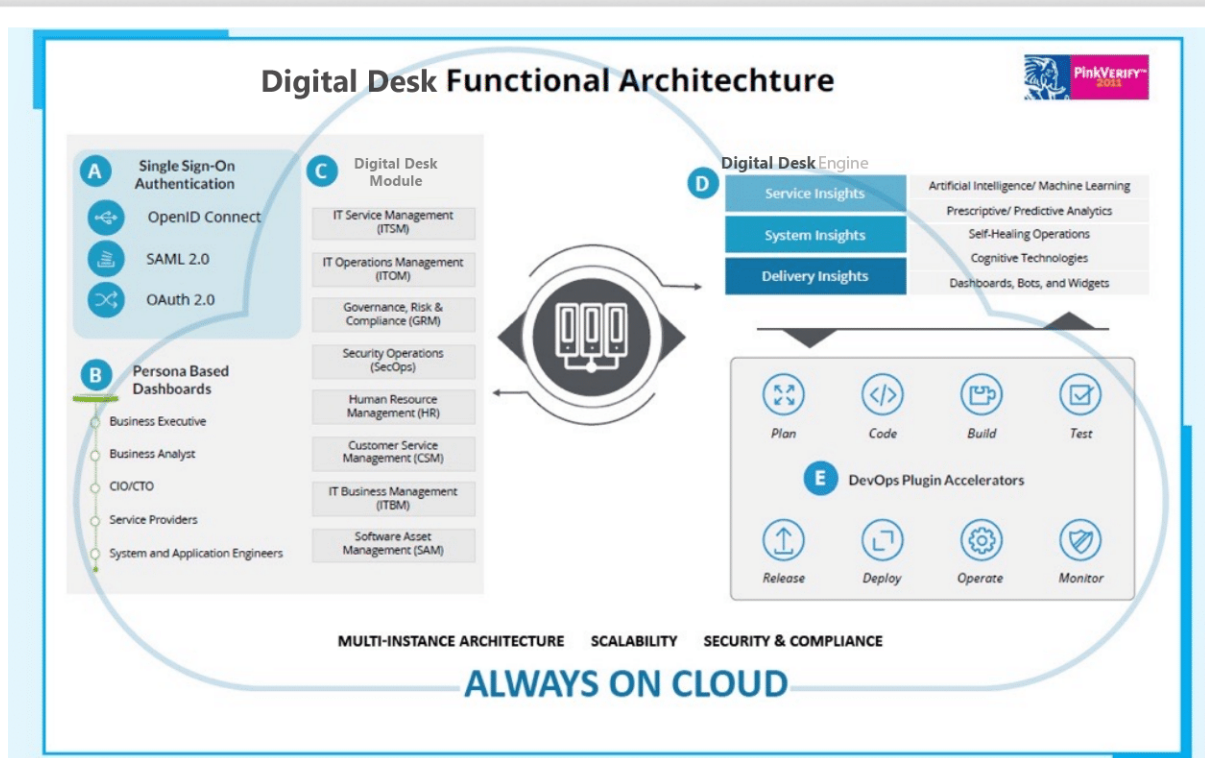 Digital Desk Functional Architechture
PinkVERIFY™
2011
A
Single Sign-On
Authentication
OpenID Connect
SAML 2.0
OAuth 2.0
B
Persona Based
Dashboards
Business Executive
Business Analyst
CIO/CTO
Service Providers
System and Application Engineers
C
Digital Desk
Module
IT Service Management
(ITSM)
IT Operations Management
(ITOM)
Governance, Risk &
Compliance (GRM)
Security Operations
(SecOps)
Human Resource
Management (HR)
Customer Service
Management (CSM)
IT Business Management
(ITBM)
Software Asset
Management (SAM)
D
Digital Desk Engine
Service Insights
System Insights
Delivery Insights
Artificial Intelligence/ Machine Learning
Prescriptive/ Predictive Analytics
Self-Healing Operations
Cognitive Technologies
Dashboards, Bots, and Widgets
Plan
Code
Build
Test
E
DevOps Plugin Accelerators
Release
Deploy
Operate
Monitor
MULTI-INSTANCE ARCHITECTURE SCALABILITY SECURITY & COMPLIANCE
ALWAYS ON CLOUD